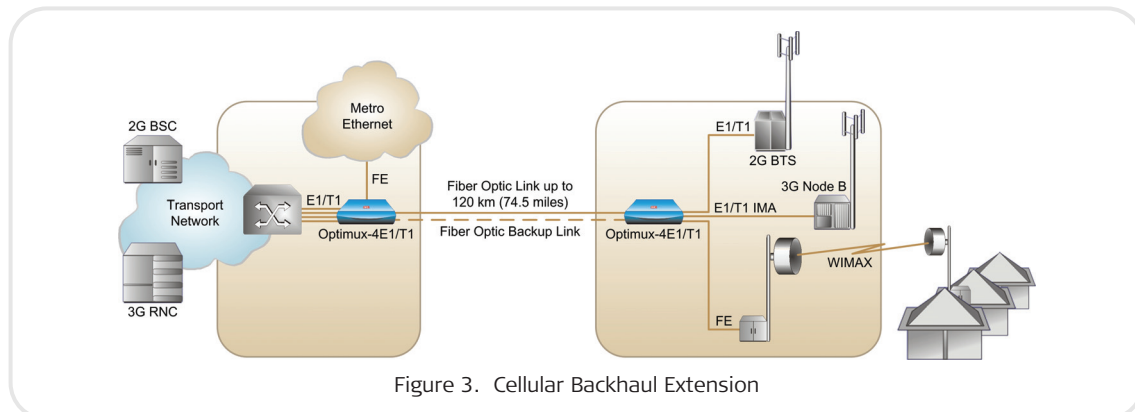 Metro
Ethernet
2G BSC
FE
Transport
Network
E1/T1
Optimux-4E1/T1
3G RNC
Fiber Optic Link up to
120 km (74.5 miles)
Fiber Optic Backup Link
E1/T1
2G BTS
3G Node B
E1/T1 IMA
Optimux-4E1/T1
WIMAX
FE
Figure 3. Cellular Backhaul Extension